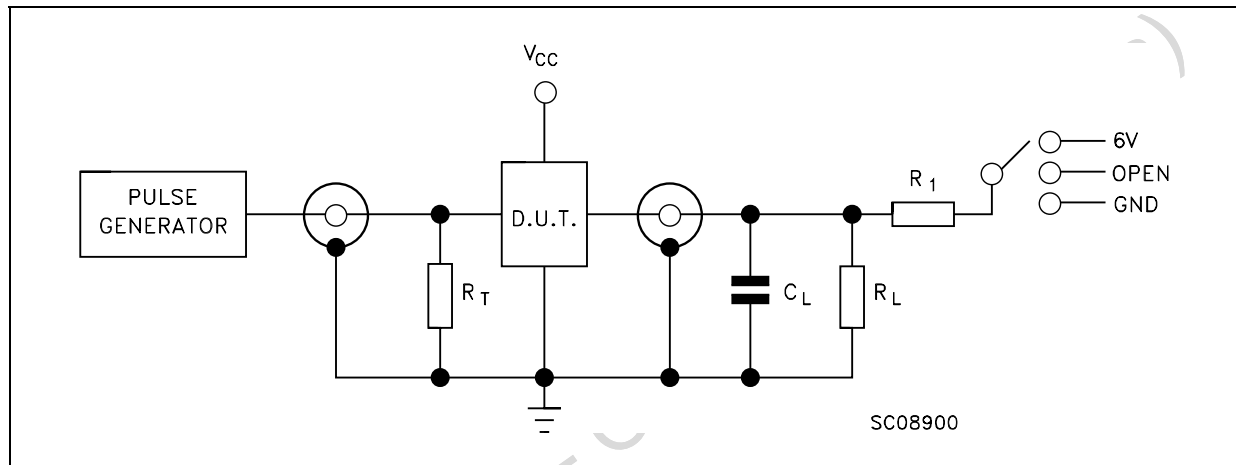 VCC
6V
OPEN
GND
R1
PULSE
GENERATOR
D.U.T.
RT
CL
RL
SC08900